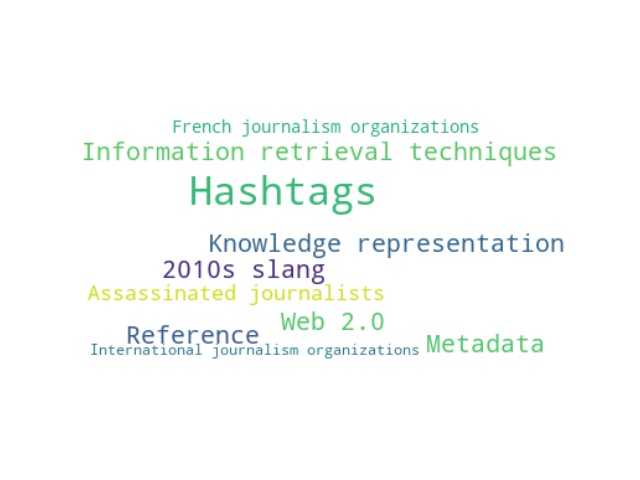 French journalism organizations
Information retrieval techniques
Hashtags
Knowledge representation
2010s slang
Assassinated journalists
Web 2.0
Reference
Metadata
International journalism organizations